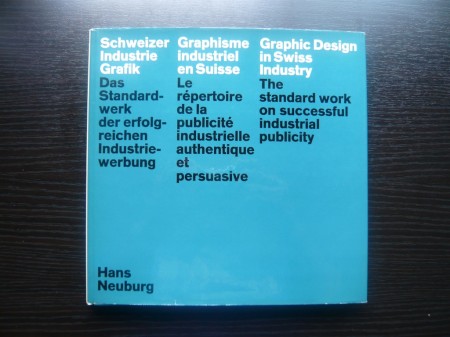 Schweizer
Industrie
Grafik
Das
Standard-
werk
der erfolg-
reichen
Industrie-
werbung
Graphisme
industriel
en Suisse
Le
répertoire
de la
publicité
industrielle
authentique
et
persuasive
Graphic Design
in Swiss
Industry
The
standard work
on successful
industrial
publicity
Hans
Neuburg